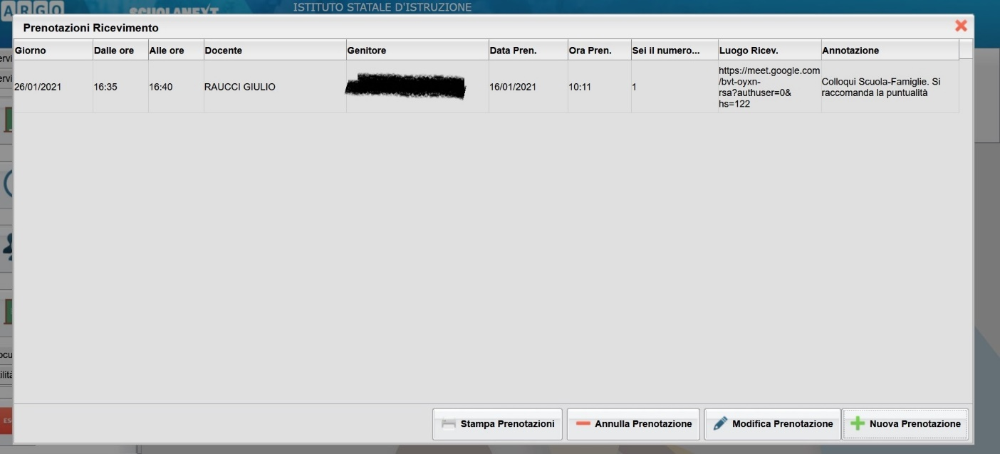 ARGO
SCUOLANEXT
ISTITUTO STATALE D'ISTRUZIONE
Prenotazioni Ricevimento
Giorno Dalle ore Alle ore Docente Genitore Data Pren. Ora Pren. Sei il numero... Luogo Ricev. Annotazione
26/01/2021 16:35 16:40 RAUCCI GIULIO 16/01/2021 10:11 1
https://meet.google.com
/bvt-oyxn-
rsa?authuser=0&
hs=122
Colloqui Scuola-Famiglie. Si
raccomanda la puntualità
Stampa Prenotazioni Annulla Prenotazione Modifica Prenotazione Nuova Prenotazione